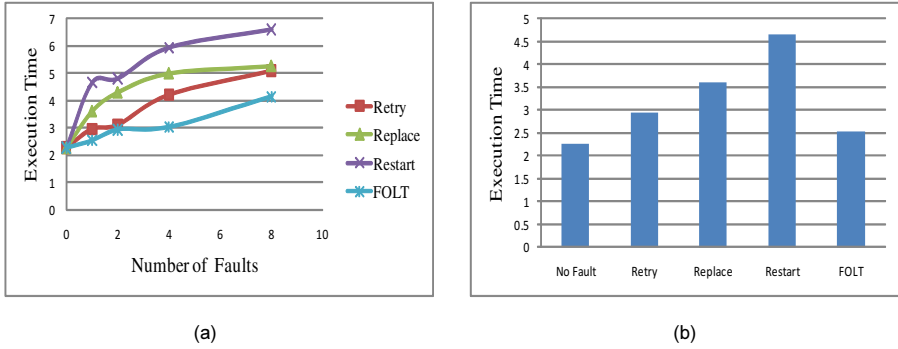 7
6
5
4
3
2
1
0
Execution Time
0 2 4 6 8 10
Number of Faults
Retry
Replace
Restart
FOLT
(a)
5
4.5
4
3.5
3
2.5
2
1.5
1
0.5
0
Execution Time
No Fault Retry Replace Restart FOLT
(b)